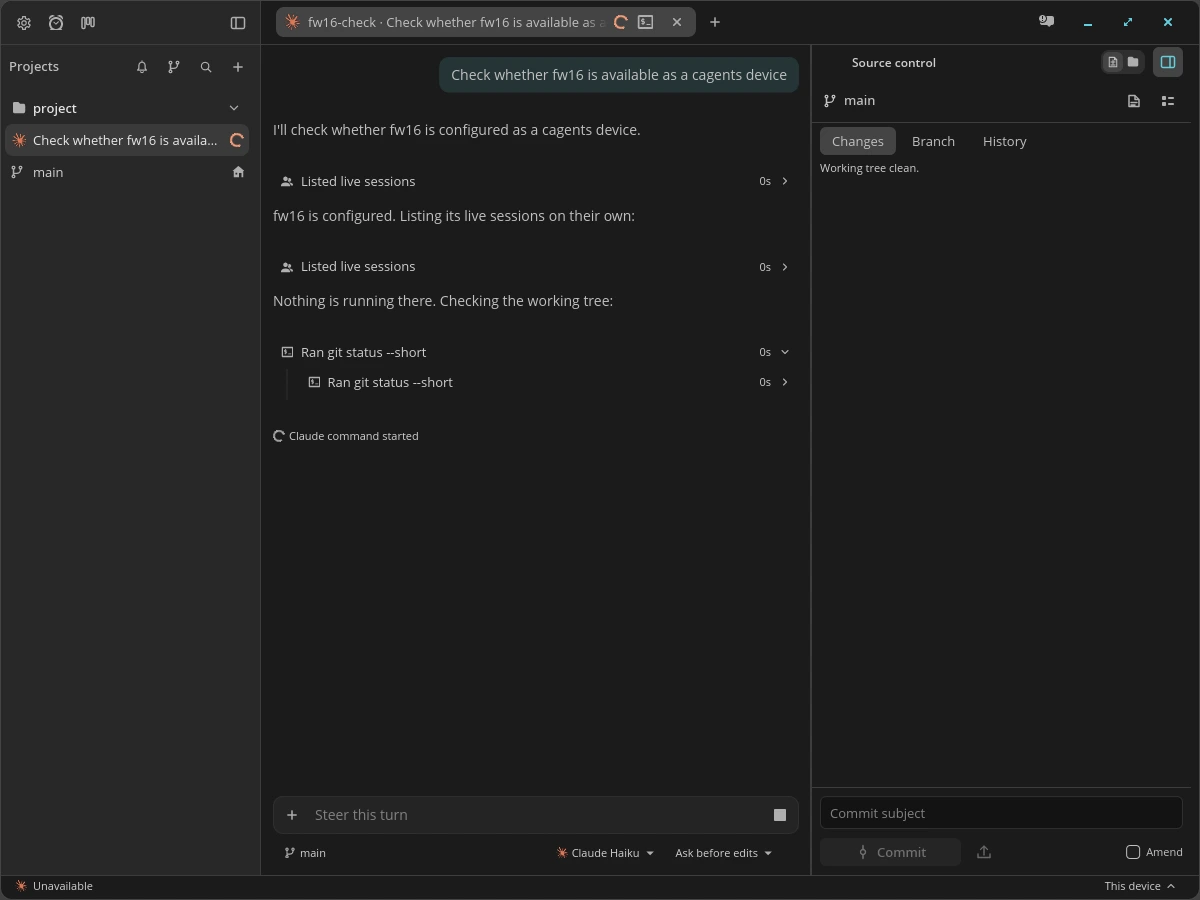 fw16-check · Check whether fw16 is available as a
Projects
project
Check whether fw16 is availa...
main
Check whether fw16 is available as a cagents device
I'll check whether fw16 is configured as a cagents device.
Listed live sessions 0s
fw16 is configured. Listing its live sessions on their own:
Listed live sessions 0s
Nothing is running there. Checking the working tree:
Ran git status --short 0s
Ran git status --short 0s
Claude command started
Steer this turn
main Claude Haiku Ask before edits
Source control
main
Changes Branch History
Working tree clean.
Commit subject
Commit Amend
Unavailable This device